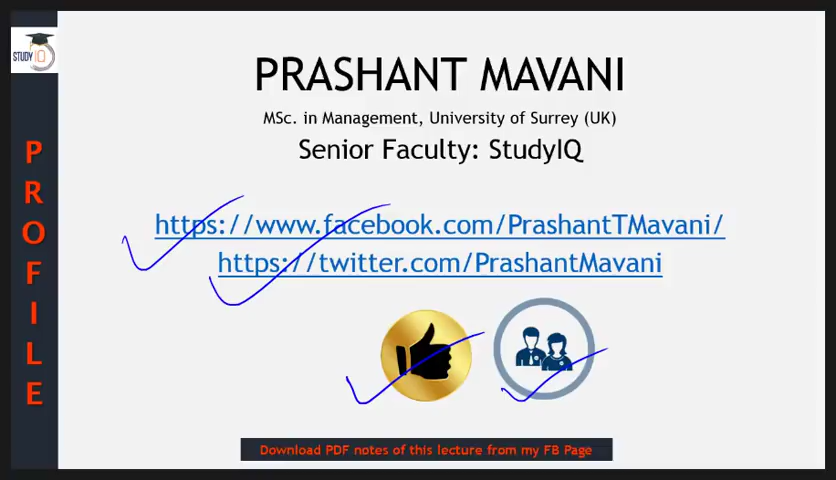 STUDY IQ
PROFILE
PRASHANT MAVANI
MSc. in Management, University of Surrey (UK)
Senior Faculty: StudyIQ
https://www.facebook.com/PrashantTMavani/
https://twitter.com/PrashantMavani
Download PDF notes of this lecture from my FB Page